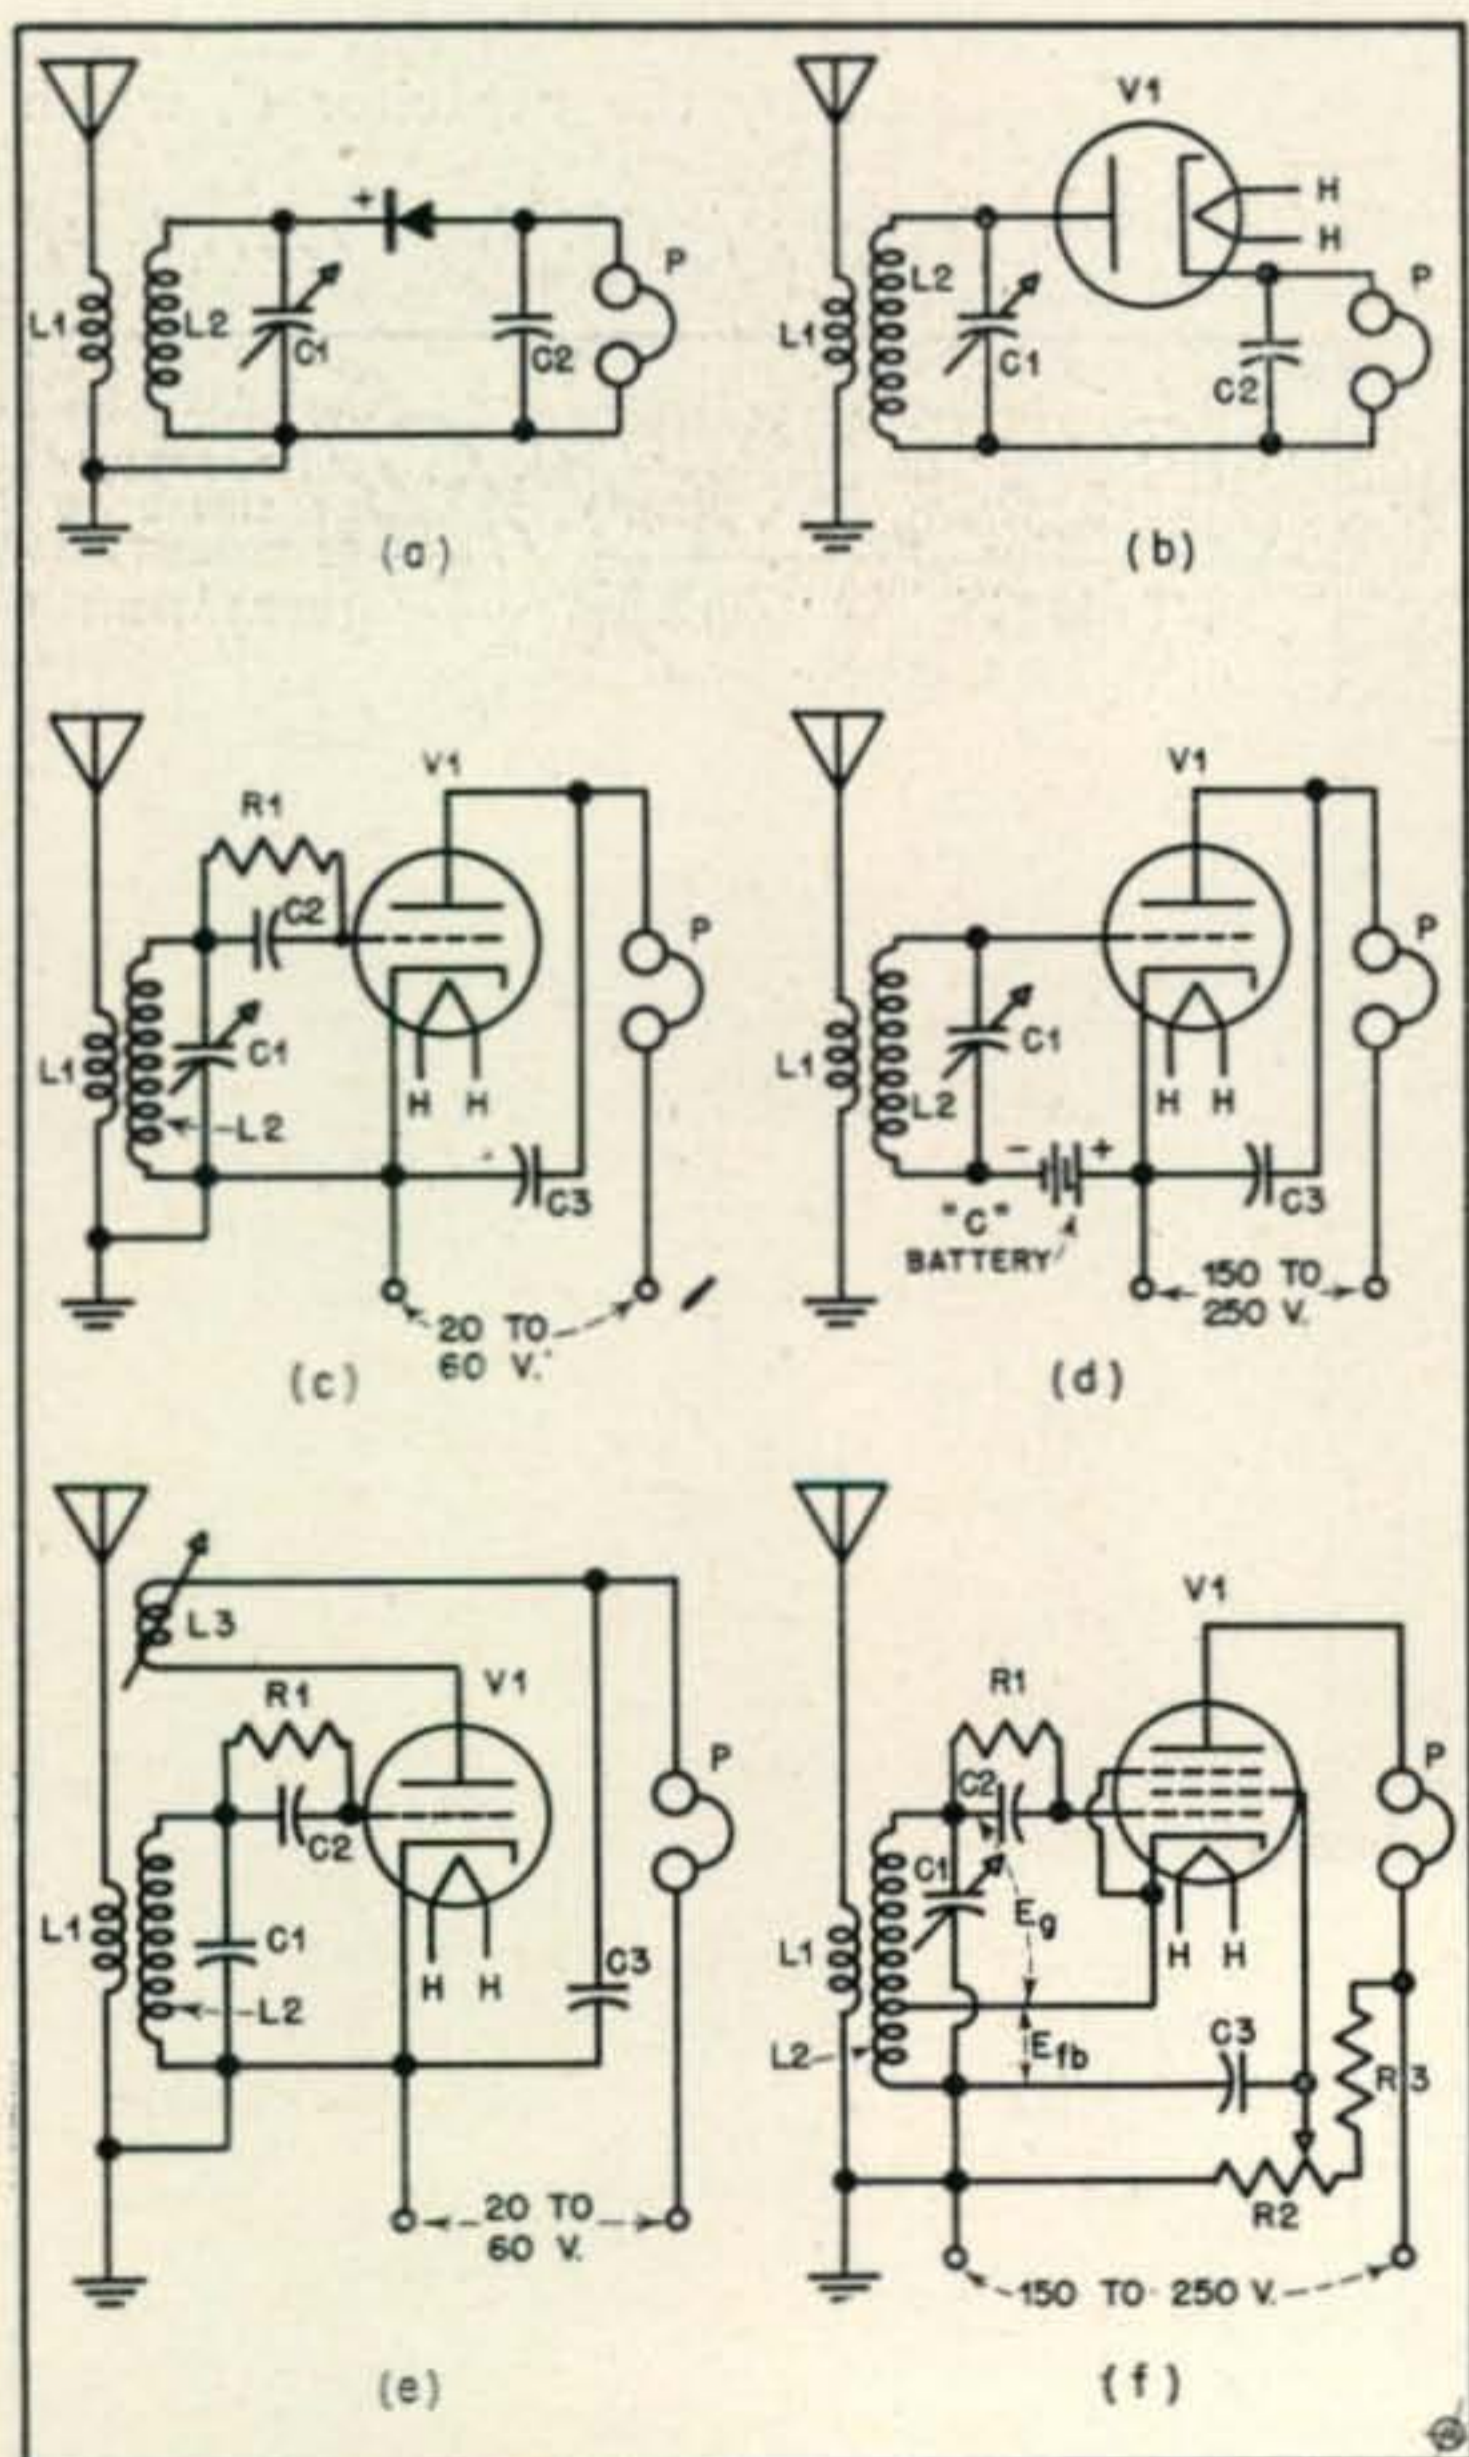 +
L1
L2
C1
C2
P
(a)
V1
H
H
L2
L1
C1
C2
P
(b)
V1
R1
C2
P
L1
C1
H H
L2
C3
20 TO
60 V.
(c)
V1
P
L1
C1
L2
H H
- +
"C"
BATTERY
C3
150 TO
250 V.
(d)
L3
V1
R1
P
C2
L1
C1
H H
C3
L2
20 TO
60 V.
(e)
V1
R1
P
C2
C1
Eg
L1
H H
L2
Efb
C3
R3
R2
150 TO 250 V.
(f)